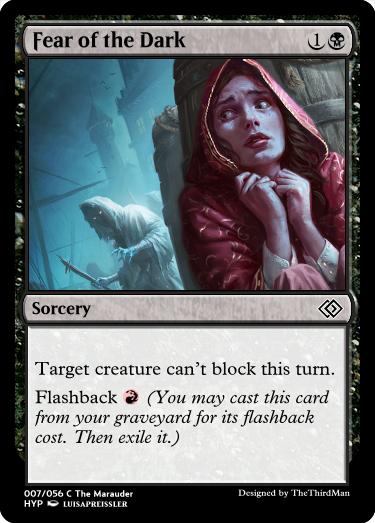 Fear of the Dark 1
Sorcery
Target creature can't block this turn.
Flashback (You may cast this card
from your graveyard for its flashback
cost. Then exile it.)
007/056 C The Marauder
HYP LUISAPREISSLER
Designed by TheThirdMan